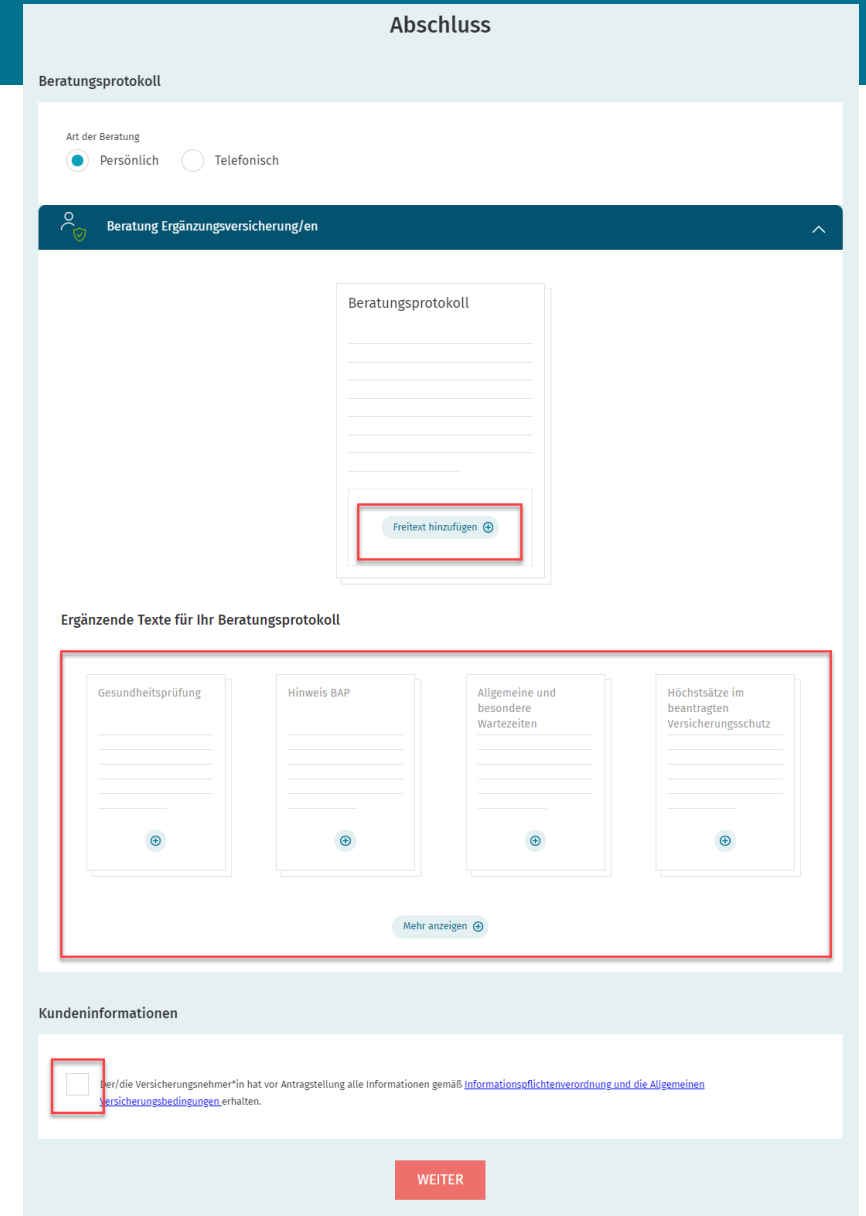 Abschluss
Beratungsprotokoll
Art der Beratung
Persönlich
Telefonisch
Beratung Ergänzungsversicherung/en
Beratungsprotokoll
Freitext hinzufügen
Ergänzende Texte für Ihr Beratungsprotokoll
Gesundheitsprüfung
Hinweis BAP
Allgemeine und
besondere
Wartezeiten
Höchstsätze im
beantragten
Versicherungsschutz
Mehr anzeigen
Kundeninformationen
Der/die Versicherungsnehmer*in hat vor Antragstellung alle Informationen gemäß Informationspflichtenverordnung und die Allgemeinen
Versicherungsbedingungen erhalten.
WEITER